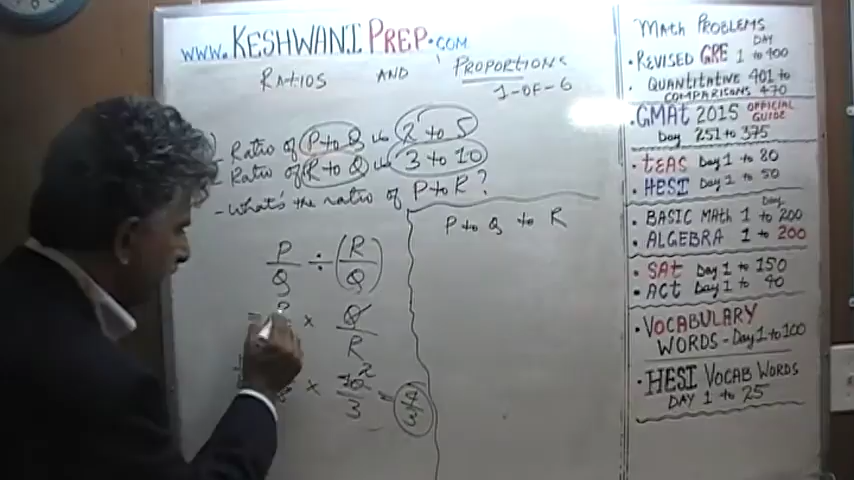 www.KESHWANIPREP.COM
RATIOS AND PROPORTIONS
1-OF-6
- Ratio of P to Q is 2 to 5
- Ratio of R to Q is 3 to 10
- What's the ratio of P to R?
P to Q to R
P/Q ÷ (R/Q)
× Q/R
× 10/3 2 = 4/3
MATH PROBLEMS
DAY
• REVISED GRE 1 to 400
• QUANTITATIVE 401 to
COMPARISONS 470
• GMAT 2015 OFFICIAL GUIDE
Day 251 to 375
• TEAS Day 1 to 80
• HESI Day 1 to 50
Day
• BASIC MATH 1 to 200
• ALGEBRA 1 to 200
• SAT Day 1 to 150
• ACT Day 1 to 40
• VOCABULARY
WORDS - Day 1 to 100
• HESI VOCAB WORDS
DAY 1 to 25